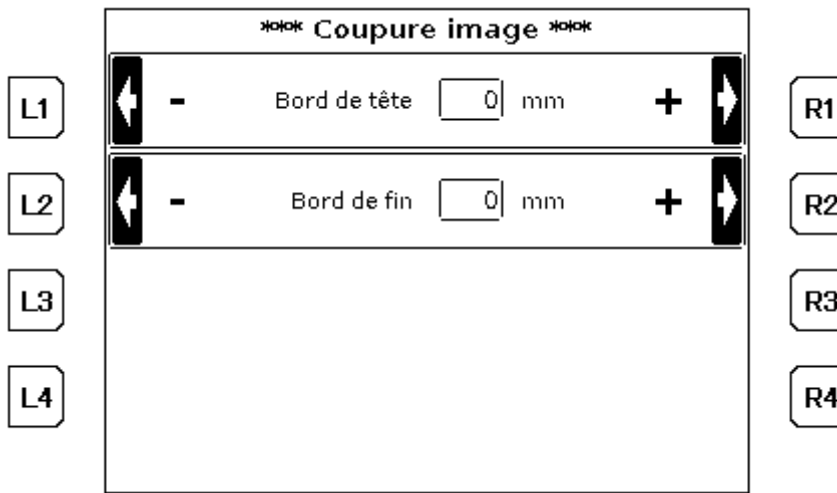 *** Coupure image ***
L1 - Bord de tête 0 mm + R1
L2 - Bord de fin 0 mm + R2
L3 R3
L4 R4